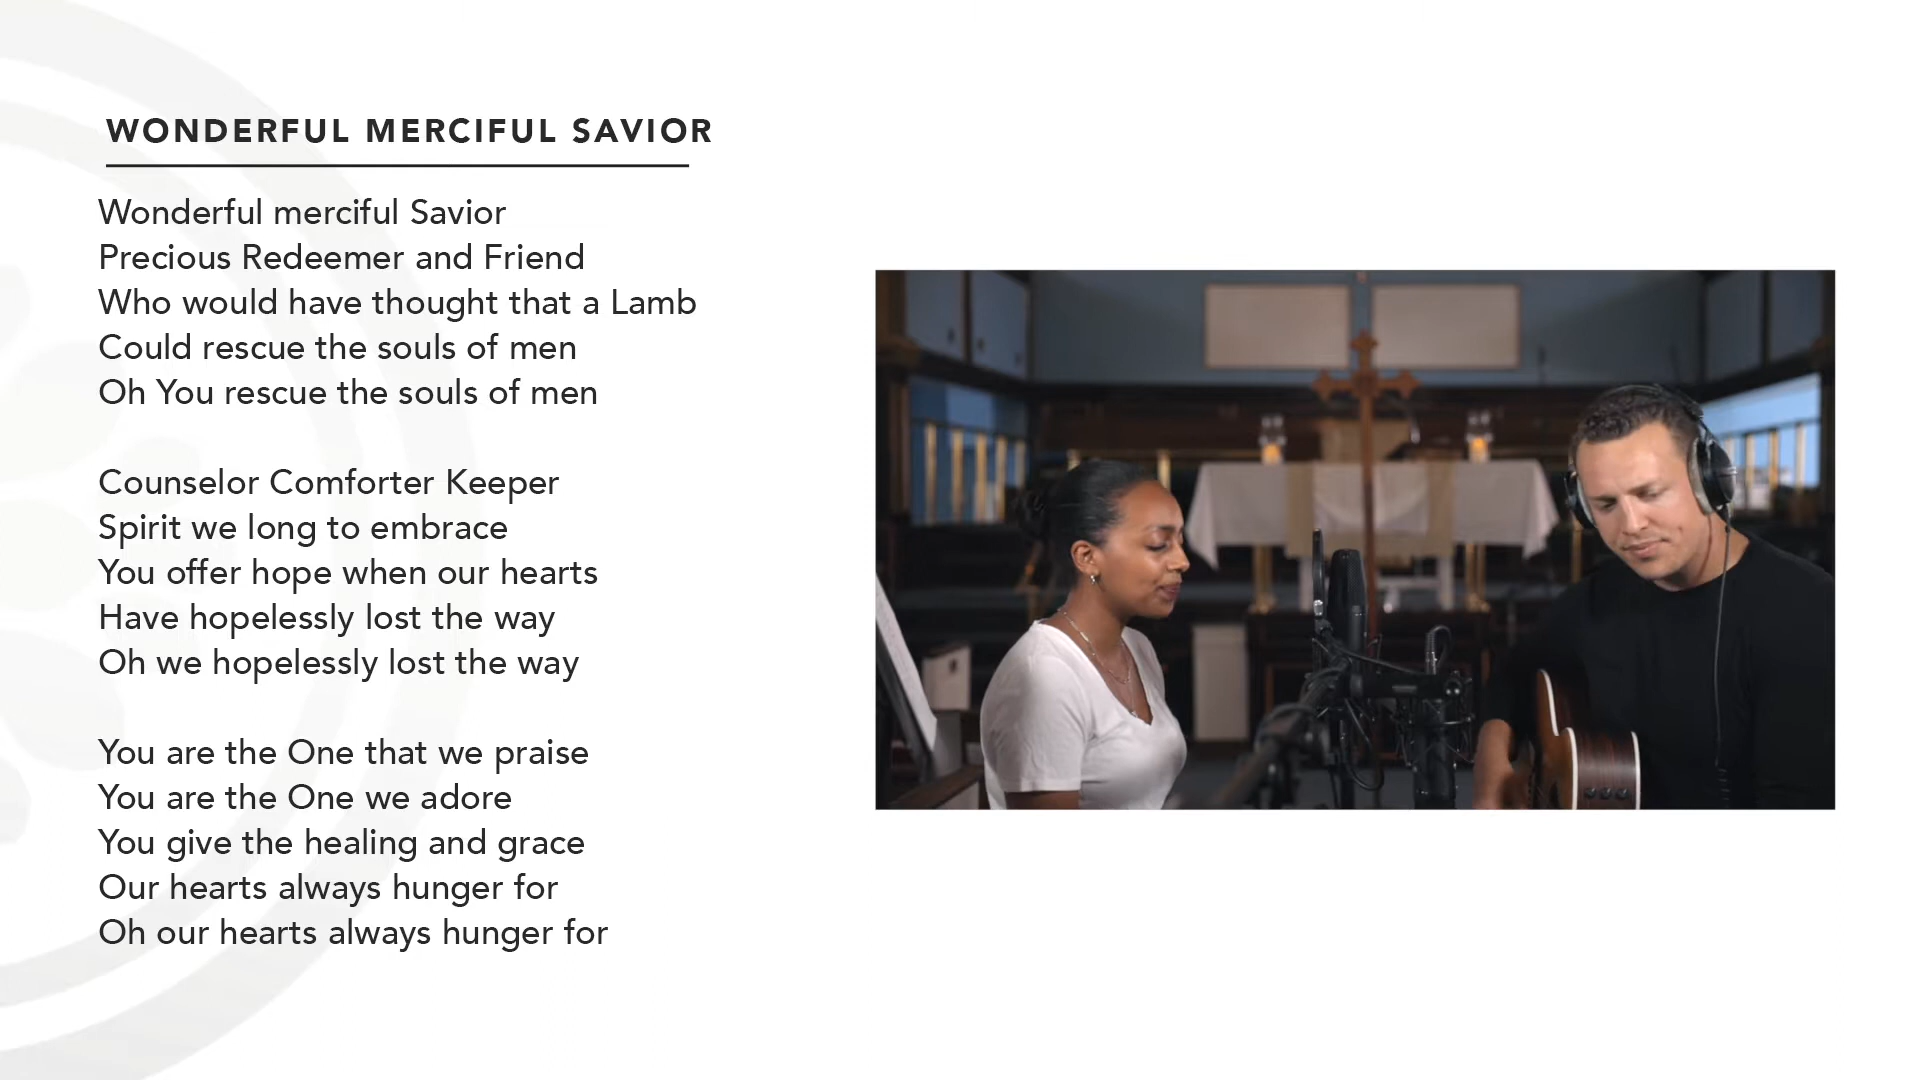 WONDERFUL MERCIFUL SAVIOR
Wonderful merciful Savior
Precious Redeemer and Friend
Who would have thought that a Lamb
Could rescue the souls of men
Oh You rescue the souls of men
Counselor Comforter Keeper
Spirit we long to embrace
You offer hope when our hearts
Have hopelessly lost the way
Oh we hopelessly lost the way
You are the One that we praise
You are the One we adore
You give the healing and grace
Our hearts always hunger for
Oh our hearts always hunger for